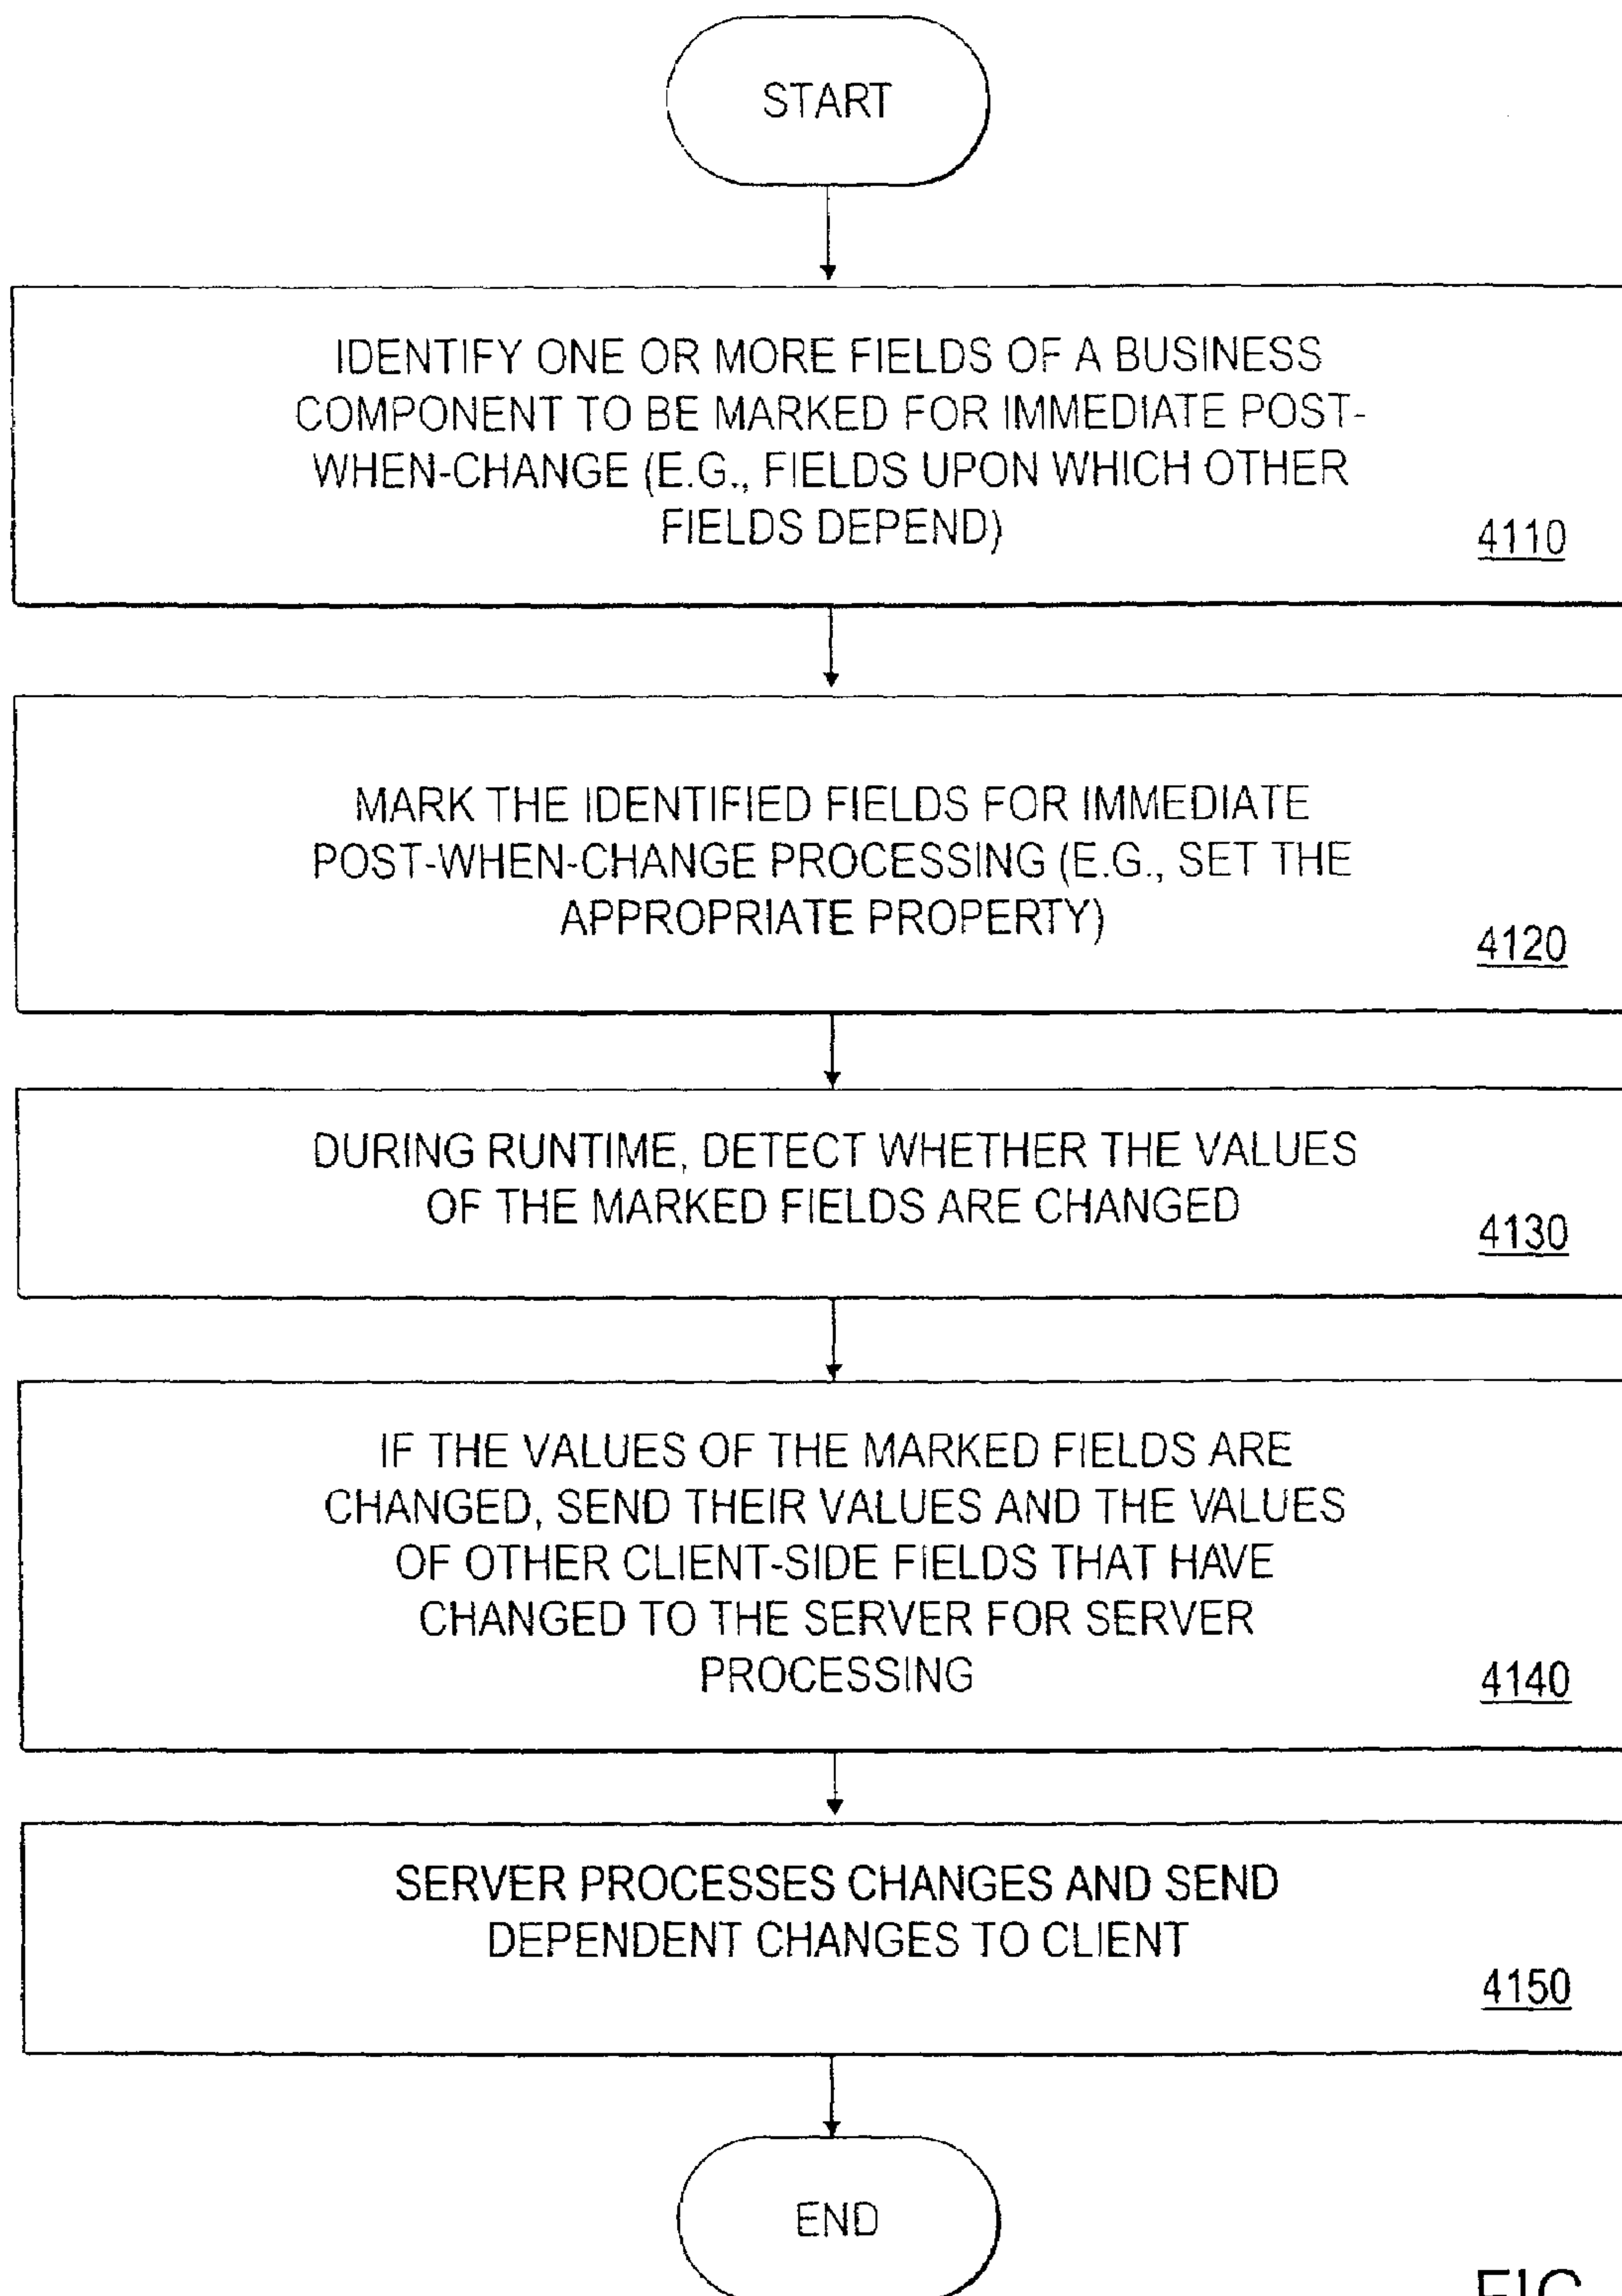 START
IDENTIFY ONE OR MORE FIELDS OF A BUSINESS
COMPONENT TO BE MARKED FOR IMMEDIATE POST-
WHEN-CHANGE (E.G., FIELDS UPON WHICH OTHER
FIELDS DEPEND)
4110
MARK THE IDENTIFIED FIELDS FOR IMMEDIATE
POST-WHEN-CHANGE PROCESSING (E.G., SET THE
APPROPRIATE PROPERTY)
4120
DURING RUNTIME, DETECT WHETHER THE VALUES
OF THE MARKED FIELDS ARE CHANGED
4130
IF THE VALUES OF THE MARKED FIELDS ARE
CHANGED, SEND THEIR VALUES AND THE VALUES
OF OTHER CLIENT-SIDE FIELDS THAT HAVE
CHANGED TO THE SERVER FOR SERVER
PROCESSING
4140
SERVER PROCESSES CHANGES AND SEND
DEPENDENT CHANGES TO CLIENT
4150
END
FIG